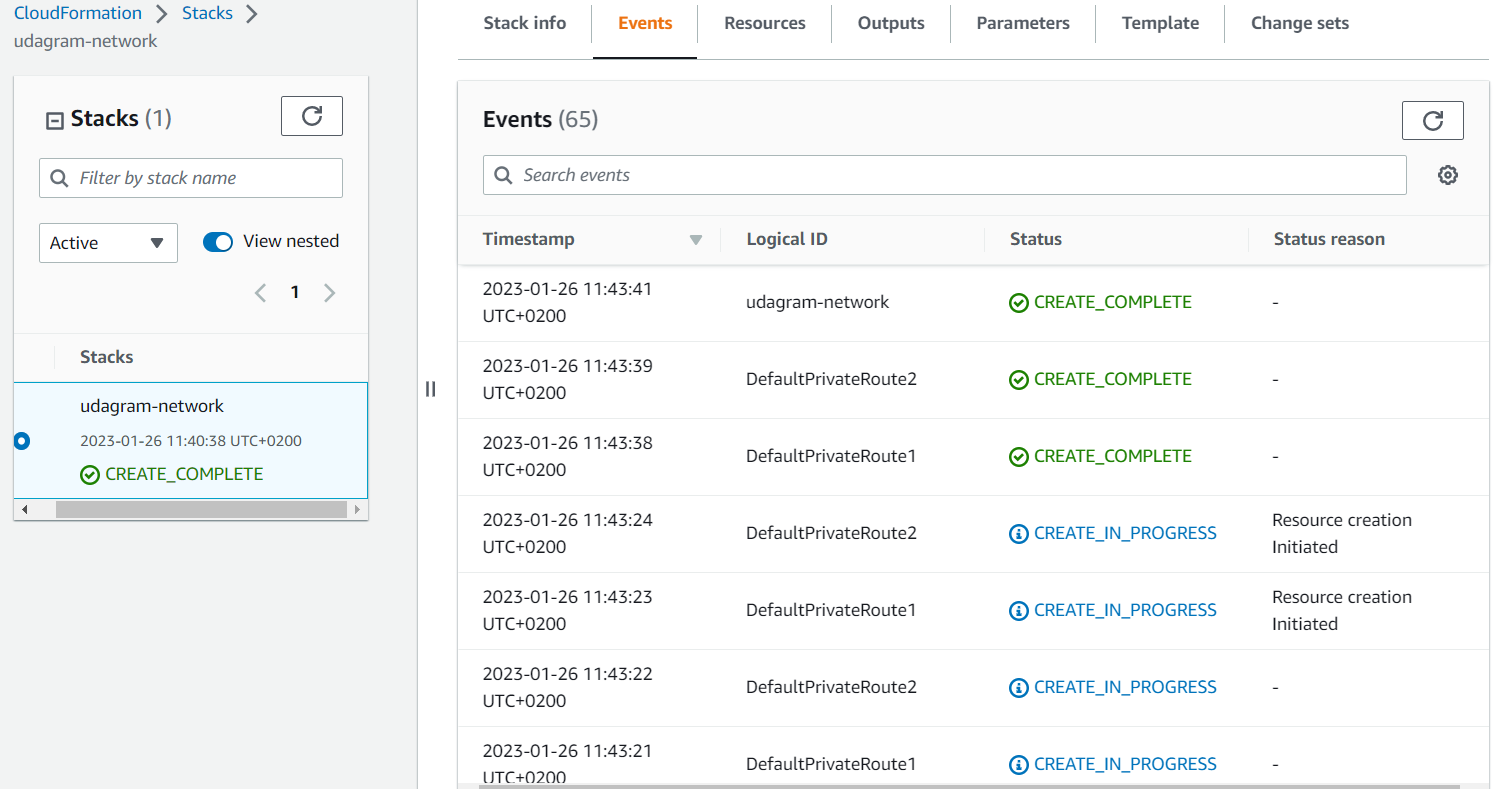 CloudFormation > Stacks >
udagram-network
Stacks (1)
Filter by stack name
Active
View nested
1
Stacks
udagram-network
2023-01-26 11:40:38 UTC+0200
CREATE_COMPLETE
Stack info Events Resources Outputs Parameters Template Change sets
Events (65)
Search events
Timestamp Logical ID Status Status reason
2023-01-26 11:43:41
UTC+0200
udagram-network
CREATE_COMPLETE
-
2023-01-26 11:43:39
UTC+0200
DefaultPrivateRoute2
CREATE_COMPLETE
-
2023-01-26 11:43:38
UTC+0200
DefaultPrivateRoute1
CREATE_COMPLETE
-
2023-01-26 11:43:24
UTC+0200
DefaultPrivateRoute2
CREATE_IN_PROGRESS
Resource creation
Initiated
2023-01-26 11:43:23
UTC+0200
DefaultPrivateRoute1
CREATE_IN_PROGRESS
Resource creation
Initiated
2023-01-26 11:43:22
UTC+0200
DefaultPrivateRoute2
CREATE_IN_PROGRESS
-
2023-01-26 11:43:21
UTC+0200
DefaultPrivateRoute1
CREATE_IN_PROGRESS
-